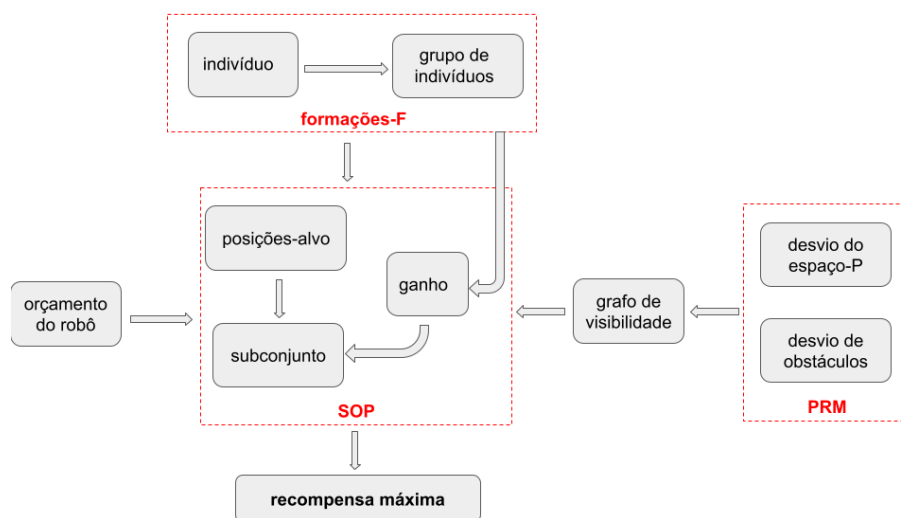 indivíduo
grupo de
indivíduos
formações-F
posições-alvo
ganho
subconjunto
SOP
orçamento
do robô
grafo de
visibilidade
desvio do
espaço-P
desvio de
obstáculos
PRM
recompensa máxima